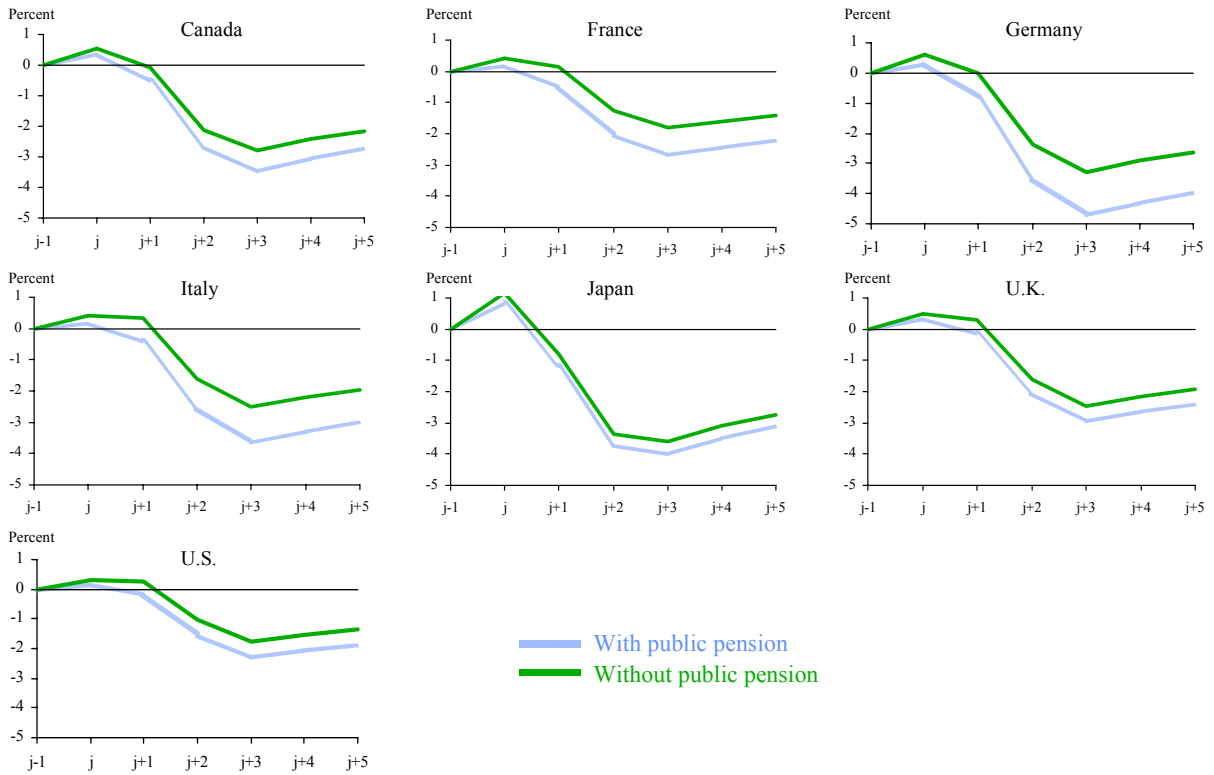 Percent
Canada
1
0
-1
-2
-3
-4
-5
j-1 j j+1 j+2 j+3 j+4 j+5
Percent
France
1
0
-1
-2
-3
-4
-5
j-1 j j+1 j+2 j+3 j+4 j+5
Percent
Germany
1
0
-1
-2
-3
-4
-5
j-1 j j+1 j+2 j+3 j+4 j+5
Percent
Italy
1
0
-1
-2
-3
-4
-5
j-1 j j+1 j+2 j+3 j+4 j+5
Percent
Japan
1
0
-1
-2
-3
-4
-5
j-1 j j+1 j+2 j+3 j+4 j+5
Percent
U.K.
1
0
-1
-2
-3
-4
-5
j-1 j j+1 j+2 j+3 j+4 j+5
Percent
U.S.
1
0
-1
-2
-3
-4
-5
j-1 j j+1 j+2 j+3 j+4 j+5
With public pension
Without public pension